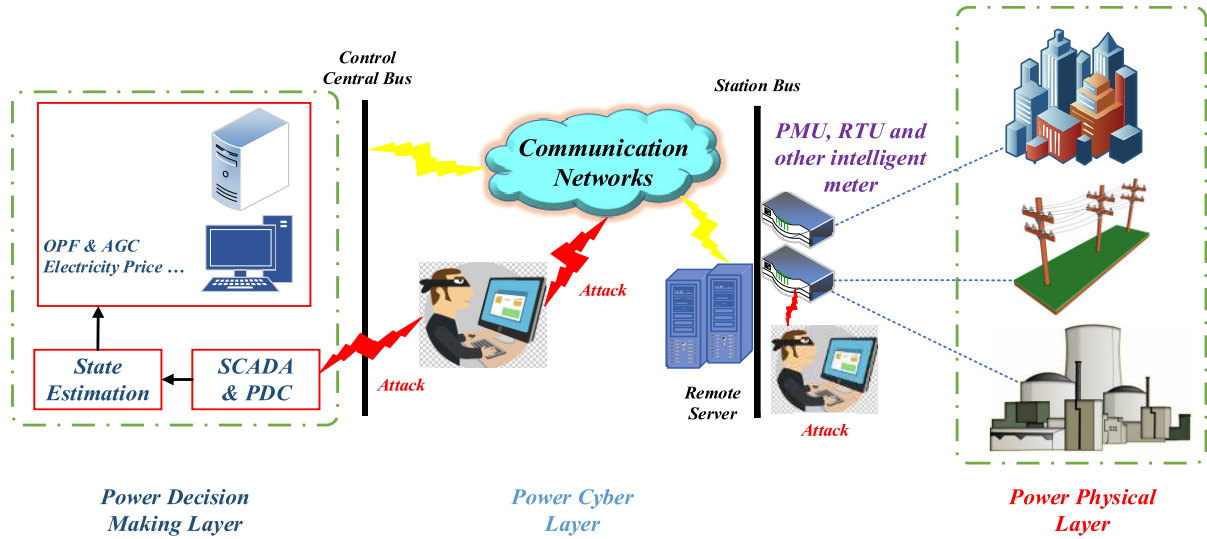 Control
Central Bus
Station Bus
PMU, RTU and
other intelligent
meter
Communication
Networks
OPF & AGC
Electricity Price ...
Attack
Attack
State
Estimation
SCADA
& PDC
Remote
Server
Attack
Power Decision
Making Layer
Power Cyber
Layer
Power Physical
Layer